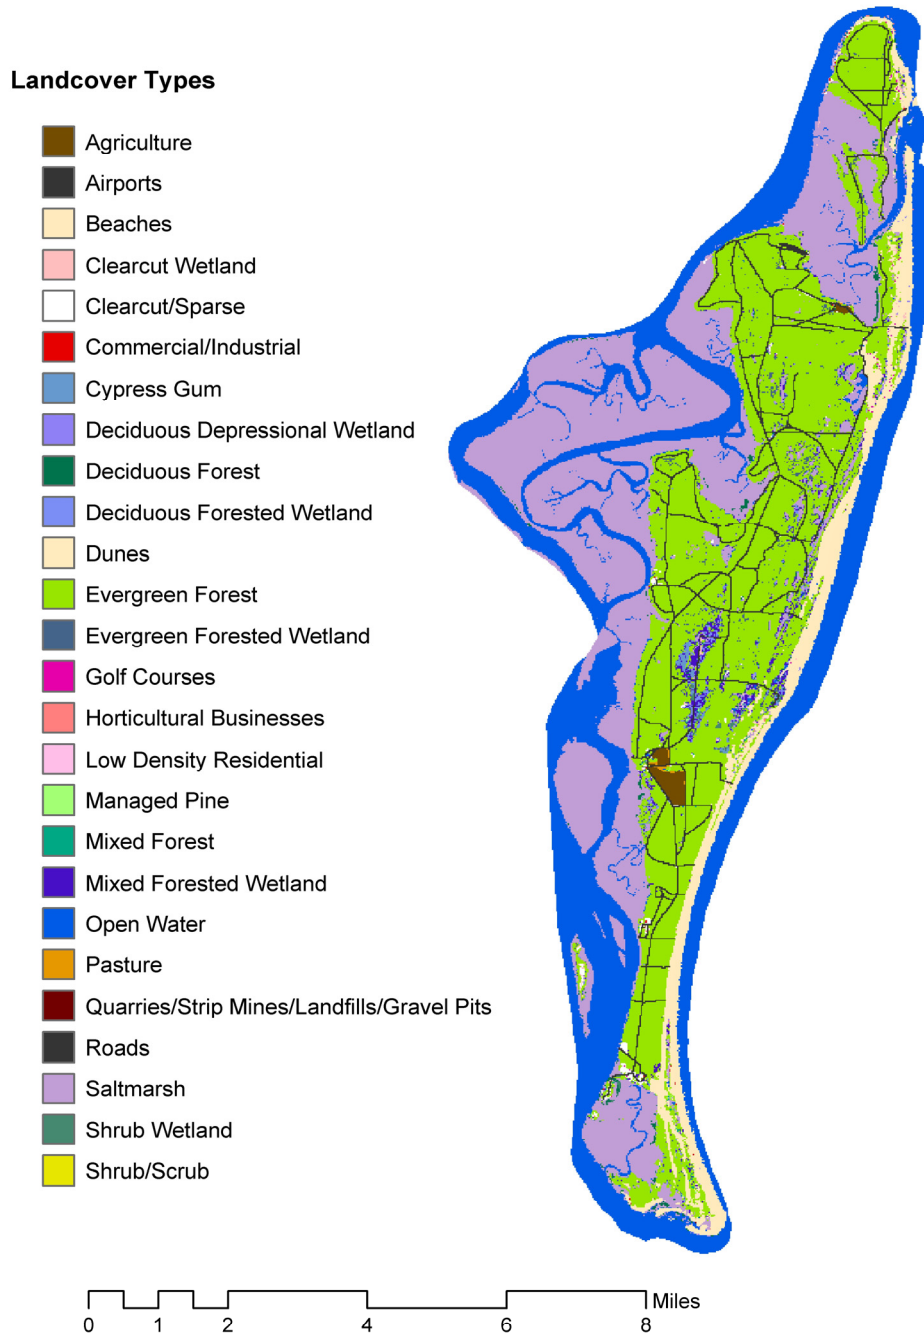 Landcover Types
Agriculture
Airports
Beaches
Clearcut Wetland
Clearcut/Sparse
Commercial/Industrial
Cypress Gum
Deciduous Depressional Wetland
Deciduous Forest
Deciduous Forested Wetland
Dunes
Evergreen Forest
Evergreen Forested Wetland
Golf Courses
Horticultural Businesses
Low Density Residential
Managed Pine
Mixed Forest
Mixed Forested Wetland
Open Water
Pasture
Quarries/Strip Mines/Landfills/Gravel Pits
Roads
Saltmarsh
Shrub Wetland
Shrub/Scrub
Miles
0 1 2 4 6 8